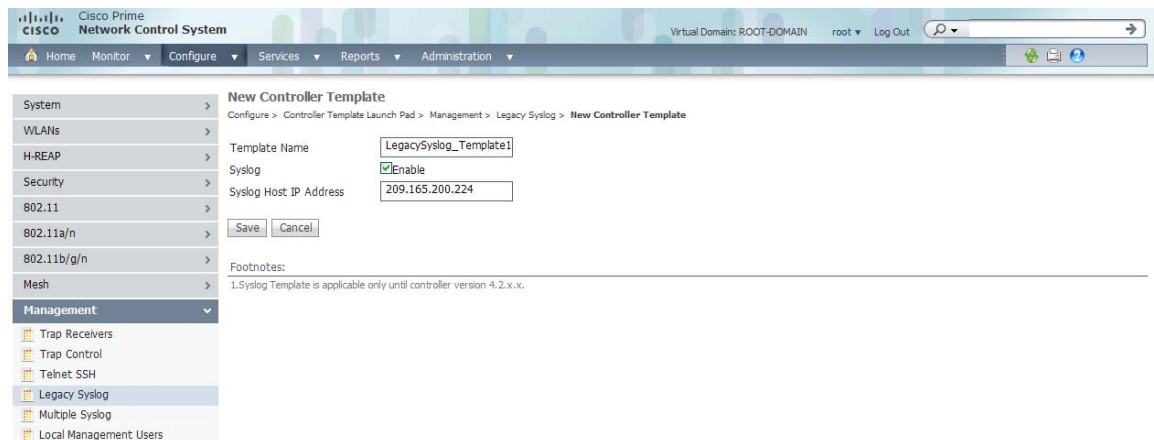 Cisco Prime
CISCO Network Control System
Virtual Domain: ROOT-DOMAIN root Log Out
Home Monitor Configure Services Reports Administration
System
WLANs
H-REAP
Security
802.11
802.11a/n
802.11b/g/n
Mesh
Management
Trap Receivers
Trap Control
Telnet SSH
Legacy Syslog
Multiple Syslog
Local Management Users
New Controller Template
Configure > Controller Template Launch Pad > Management > Legacy Syslog > New Controller Template
Template Name LegacySyslog_Template1
Syslog Enable
Syslog Host IP Address 209.165.200.224
Save Cancel
Footnotes:
1.Syslog Template is applicable only until controller version 4.2.x.x.